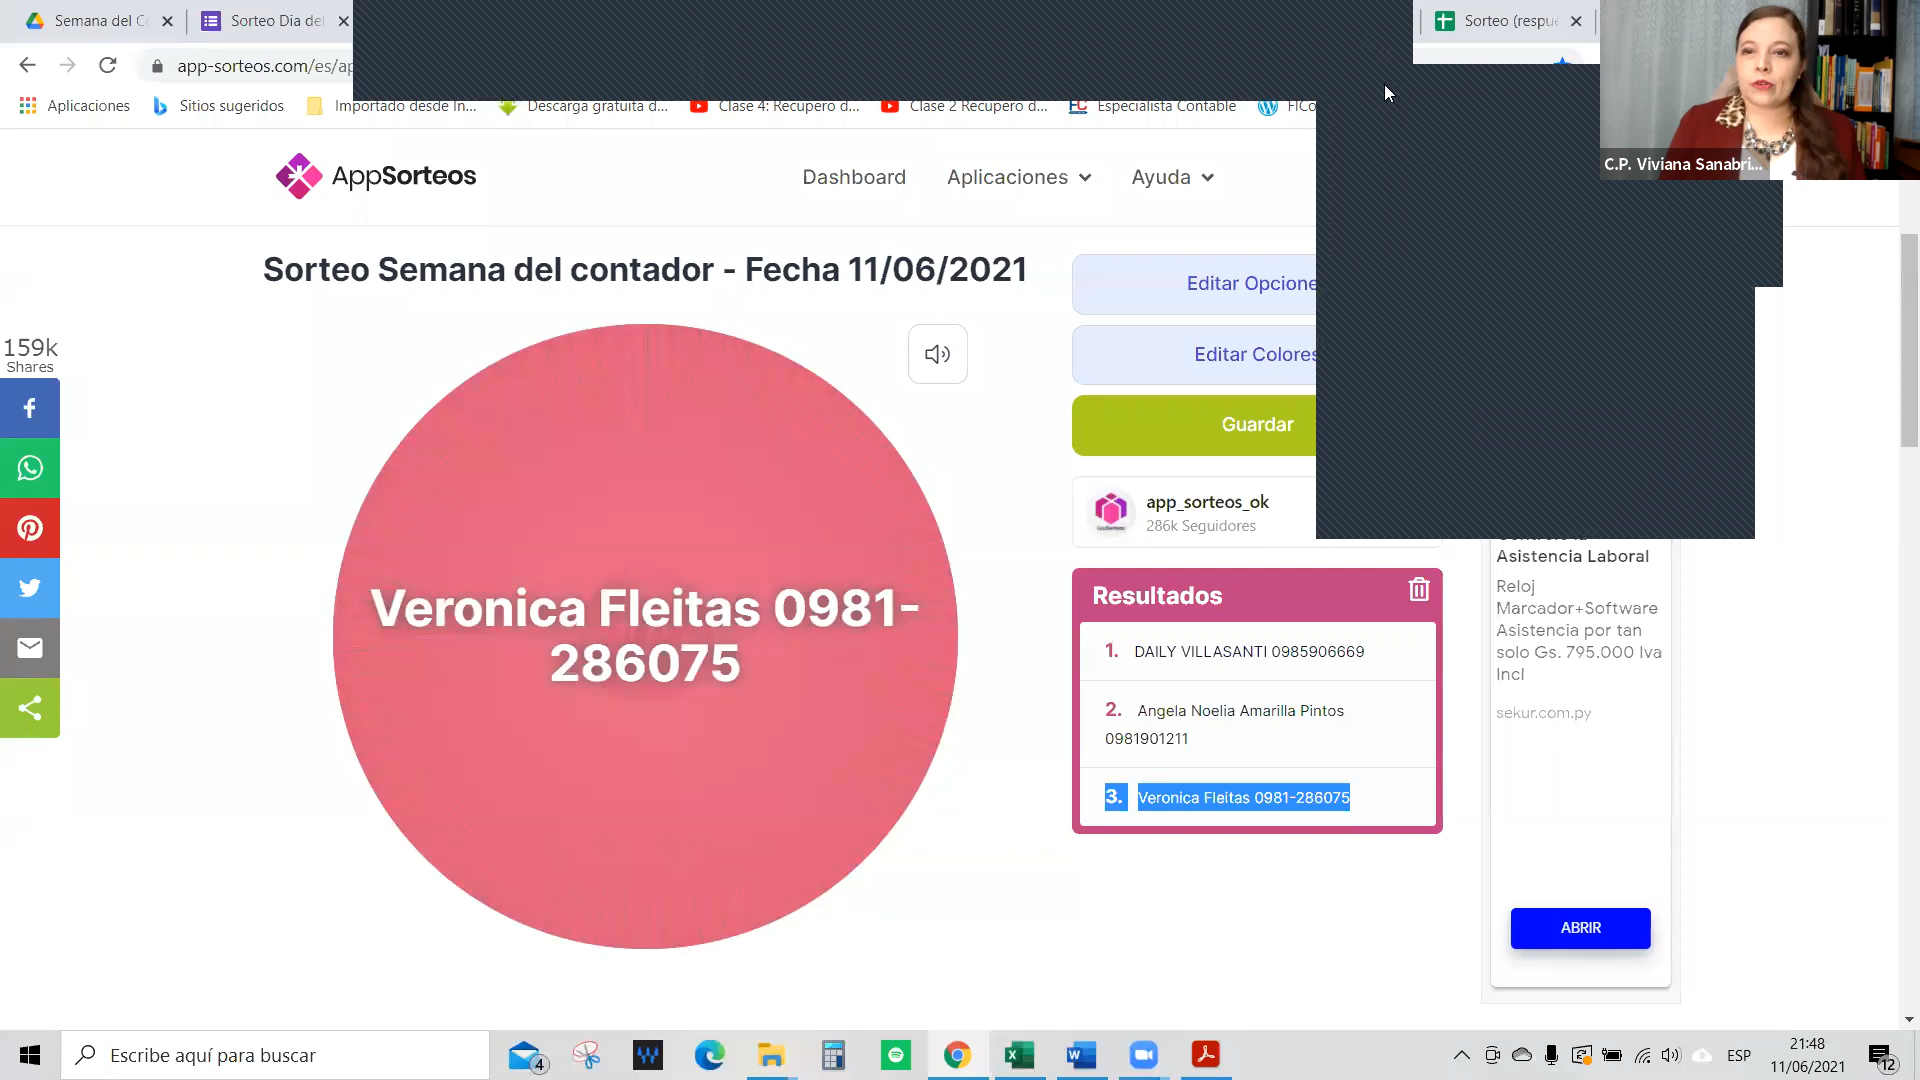 Semana del C
Sorteo Dia del
Sorteo (respu
app-sorteos.com/es/ap
Aplicaciones
Sitios sugeridos
Importado desde In...
Descarga gratuita d...
Clase 4: Recupero d...
Clase 2 Recupero d...
Especialista Contable
FICo
C.P. Viviana Sanabri...
AppSorteos
Dashboard
Aplicaciones
Ayuda
Sorteo Semana del contador - Fecha 11/06/2021
159k
Shares
Veronica Fleitas 0981-
286075
Editar Opcione
Editar Colores
Guardar
app_sorteos_ok
286k Seguidores
Resultados
1. DAILY VILLASANTI 0985906669
2. Angela Noelia Amarilla Pintos
0981901211
3. Veronica Fleitas 0981-286075
Asistencia Laboral
Reloj
Marcador+Software
Asistencia por tan
solo Gs. 795.000 Iva
Incl
sekur.com.py
ABRIR
Escribe aquí para buscar
4
ESP
21:48
11/06/2021
12